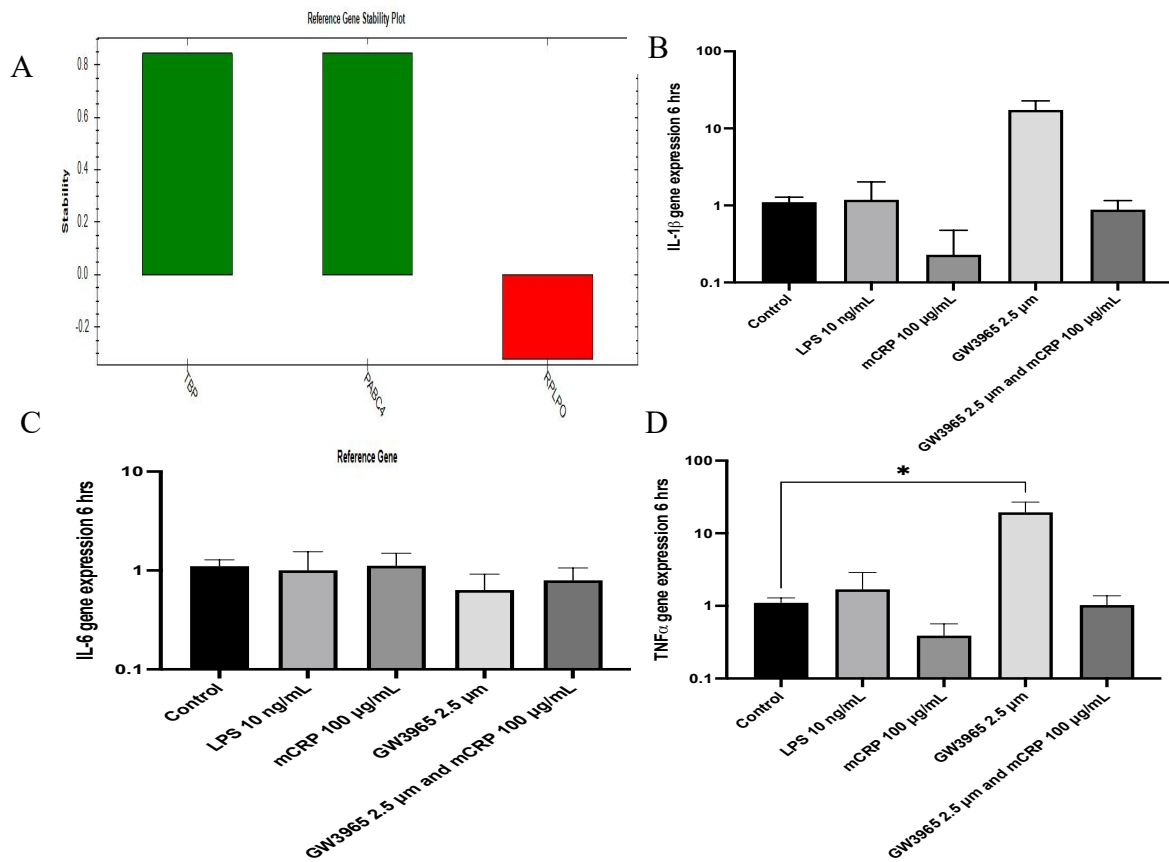 A
Reference Gene Stability Plot
Stability
0.8
0.6
0.4
0.2
0.0
-0.2
TBP
PABC4
RPLPO
Reference Gene
B
IL-1β gene expression 6 hrs
100
10
1
0.1
Control
LPS 10 ng/mL
mCRP 100 µg/mL
GW3965 2.5 µm
GW3965 2.5 µm and mCRP 100 µg/mL
C
IL-6 gene expression 6 hrs
10
1
0.1
Control
LPS 10 ng/mL
mCRP 100 µg/mL
GW3965 2.5 µm
GW3965 2.5 µm and mCRP 100 µg/mL
D
TNFα gene expression 6 hrs
100
10
1
0.1
*
Control
LPS 10 ng/mL
mCRP 100 µg/mL
GW3965 2.5 µm
GW3965 2.5 µm and mCRP 100 µg/mL